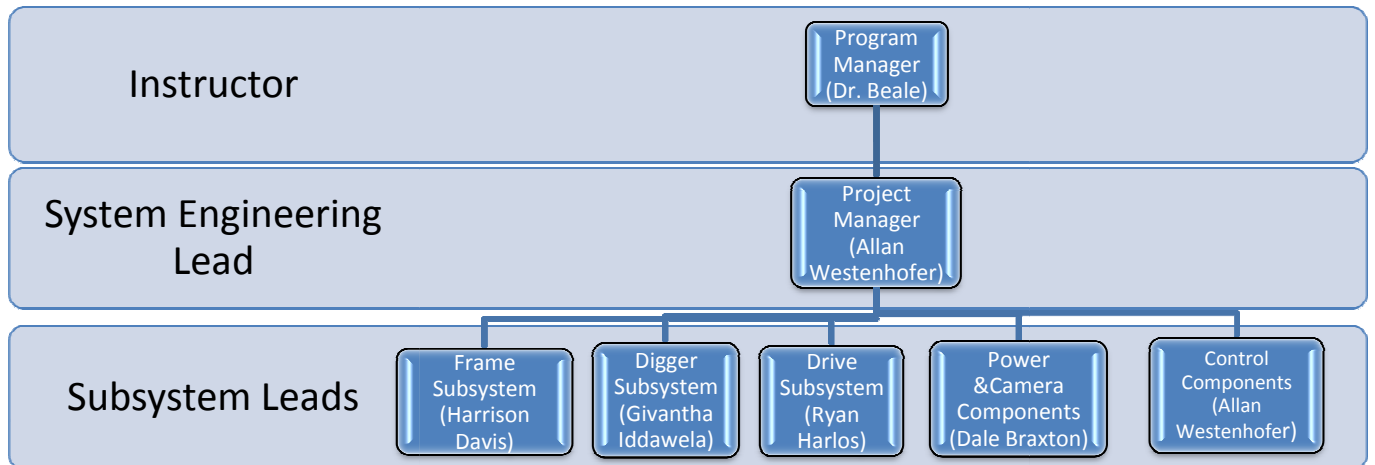 Instructor
Program
Manager
(Dr. Beale)
System Engineering
Lead
Project
Manager
(Allan
Westenhofer)
Subsystem Leads
Frame
Subsystem
(Harrison
Davis)
Digger
Subsystem
(Givantha
Iddawela)
Drive
Subsystem
(Ryan
Harlos)
Power
&Camera
Components
(Dale Braxton)
Control
Components
(Allan
Westenhofer)